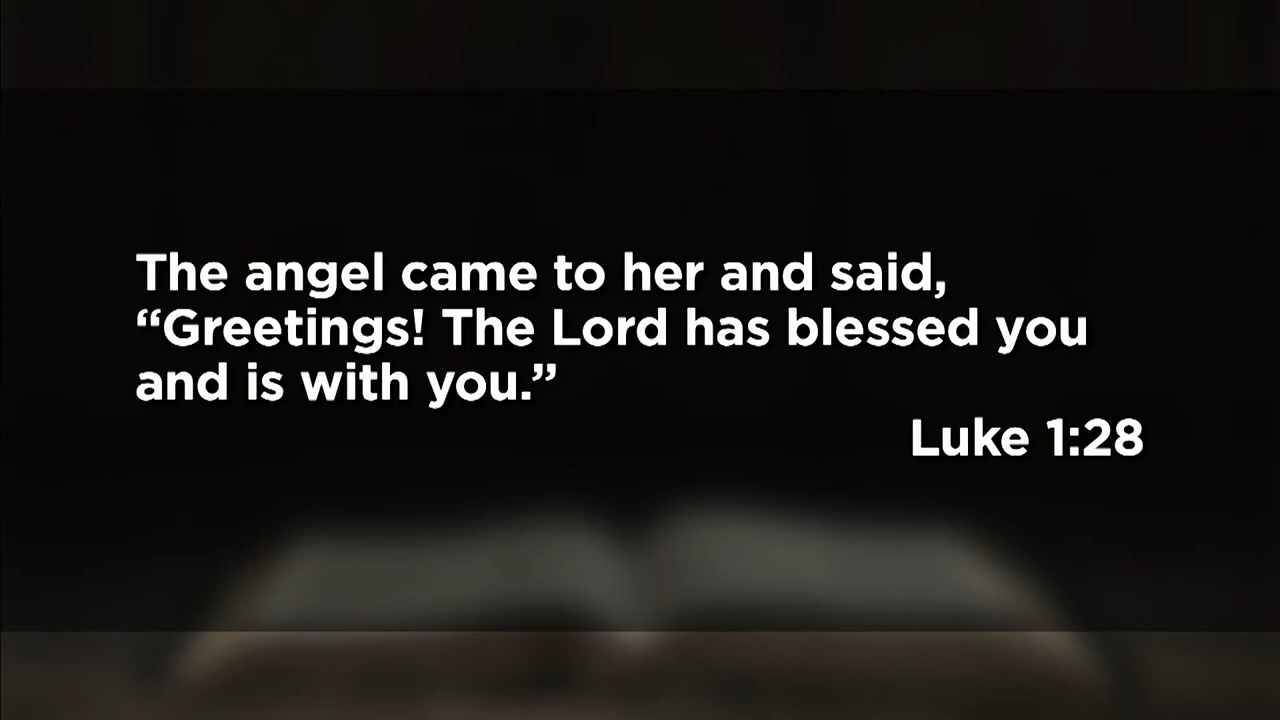 The angel came to her and said,
“Greetings! The Lord has blessed you
and is with you.”
Luke 1:28